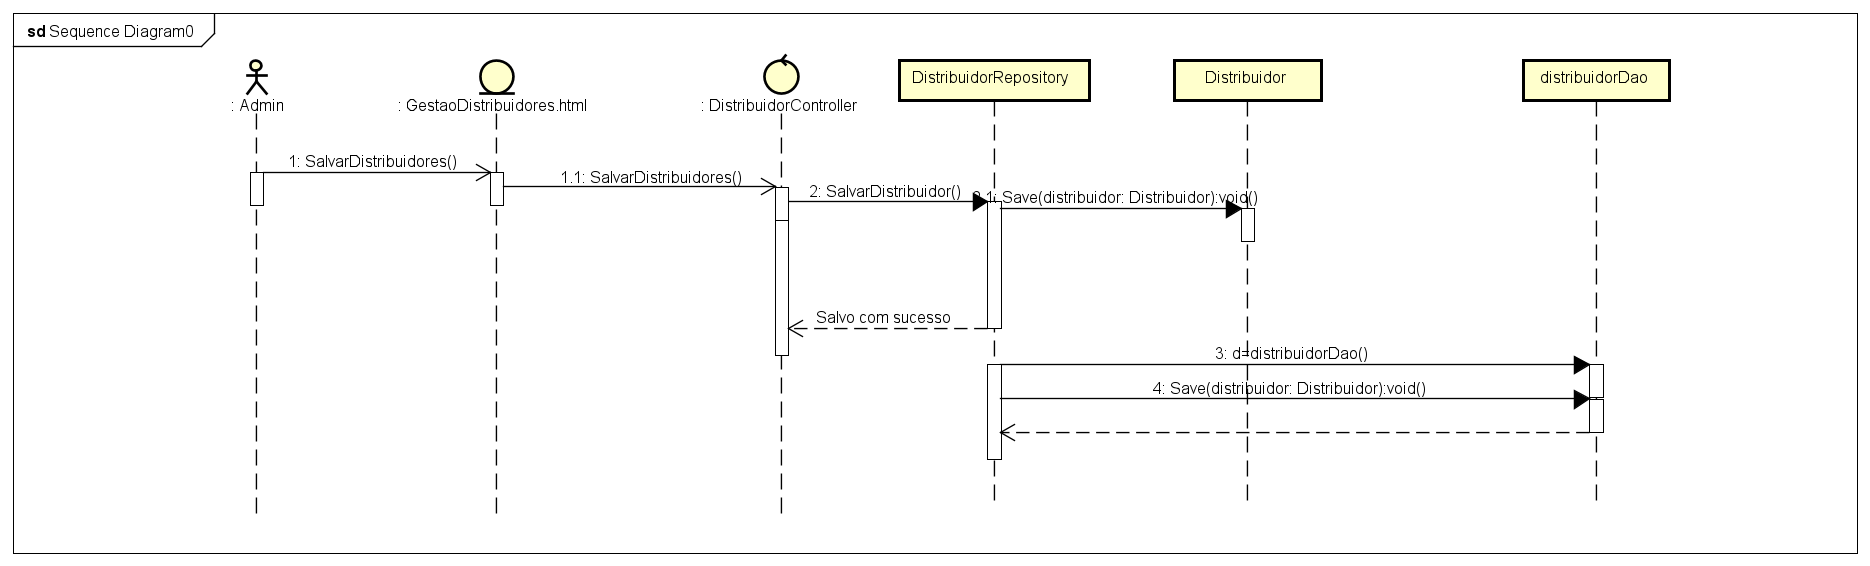 sd Sequence Diagram0
: Admin
: GestaoDistribuidores.html
: DistribuidorController
DistribuidorRepository
Distribuidor
distribuidorDao
1: SalvarDistribuidores()
1.1: SalvarDistribuidores()
2: SalvarDistribuidor()
2.1: Save(distribuidor: Distribuidor):void()
Salvo com sucesso
3: d=distribuidorDao()
4: Save(distribuidor: Distribuidor):void()